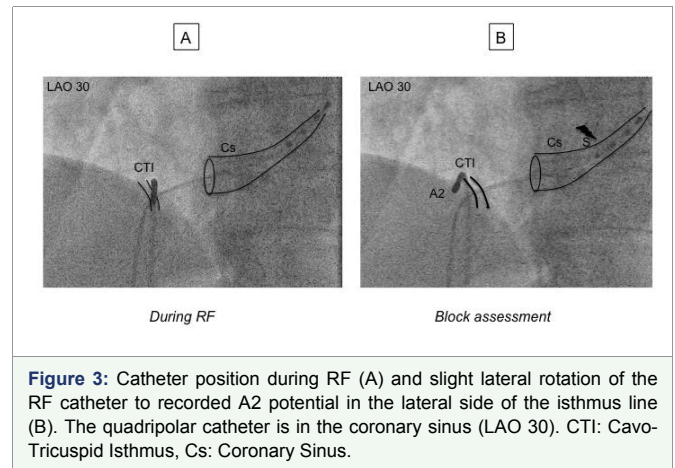 A
B
LAO 30
CTI
Cs
LAO 30
CTI
A2
Cs
S
During RF
Block assessment
Figure 3: Catheter position during RF (A) and slight lateral rotation of the
RF catheter to recorded A2 potential in the lateral side of the isthmus line
(B). The quadripolar catheter is in the coronary sinus (LAO 30). CTI: Cavo-
Tricuspid Isthmus, Cs: Coronary Sinus.